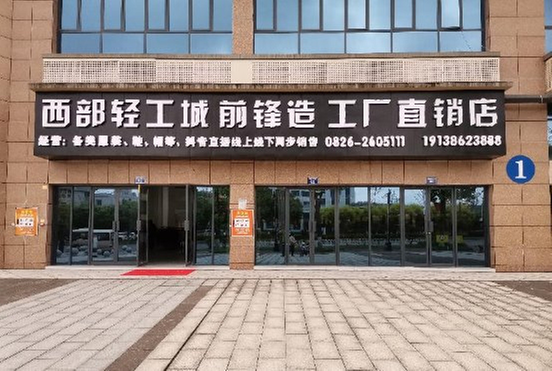 西部轻工城 前锋造 工厂直销店
经营：各类服装、鞋、帽等、抖音直播线上线下同步销售 0826-2605111 19138623888
1